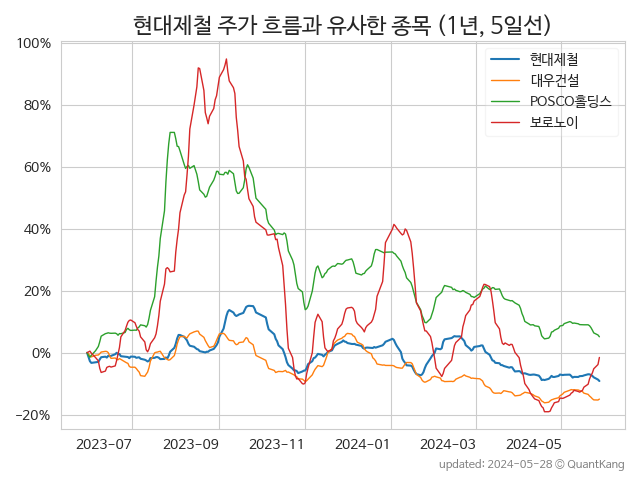 현대제철 주가 흐름과 유사한 종목 (1년, 5일선)
100%
80%
60%
40%
20%
0%
−20%
현대제철
대우건설
POSCO홀딩스
보로노이
2023-07
2023-09
2023-11
2024-01
2024-03
2024-05
updated: 2024-05-28 © QuantKang